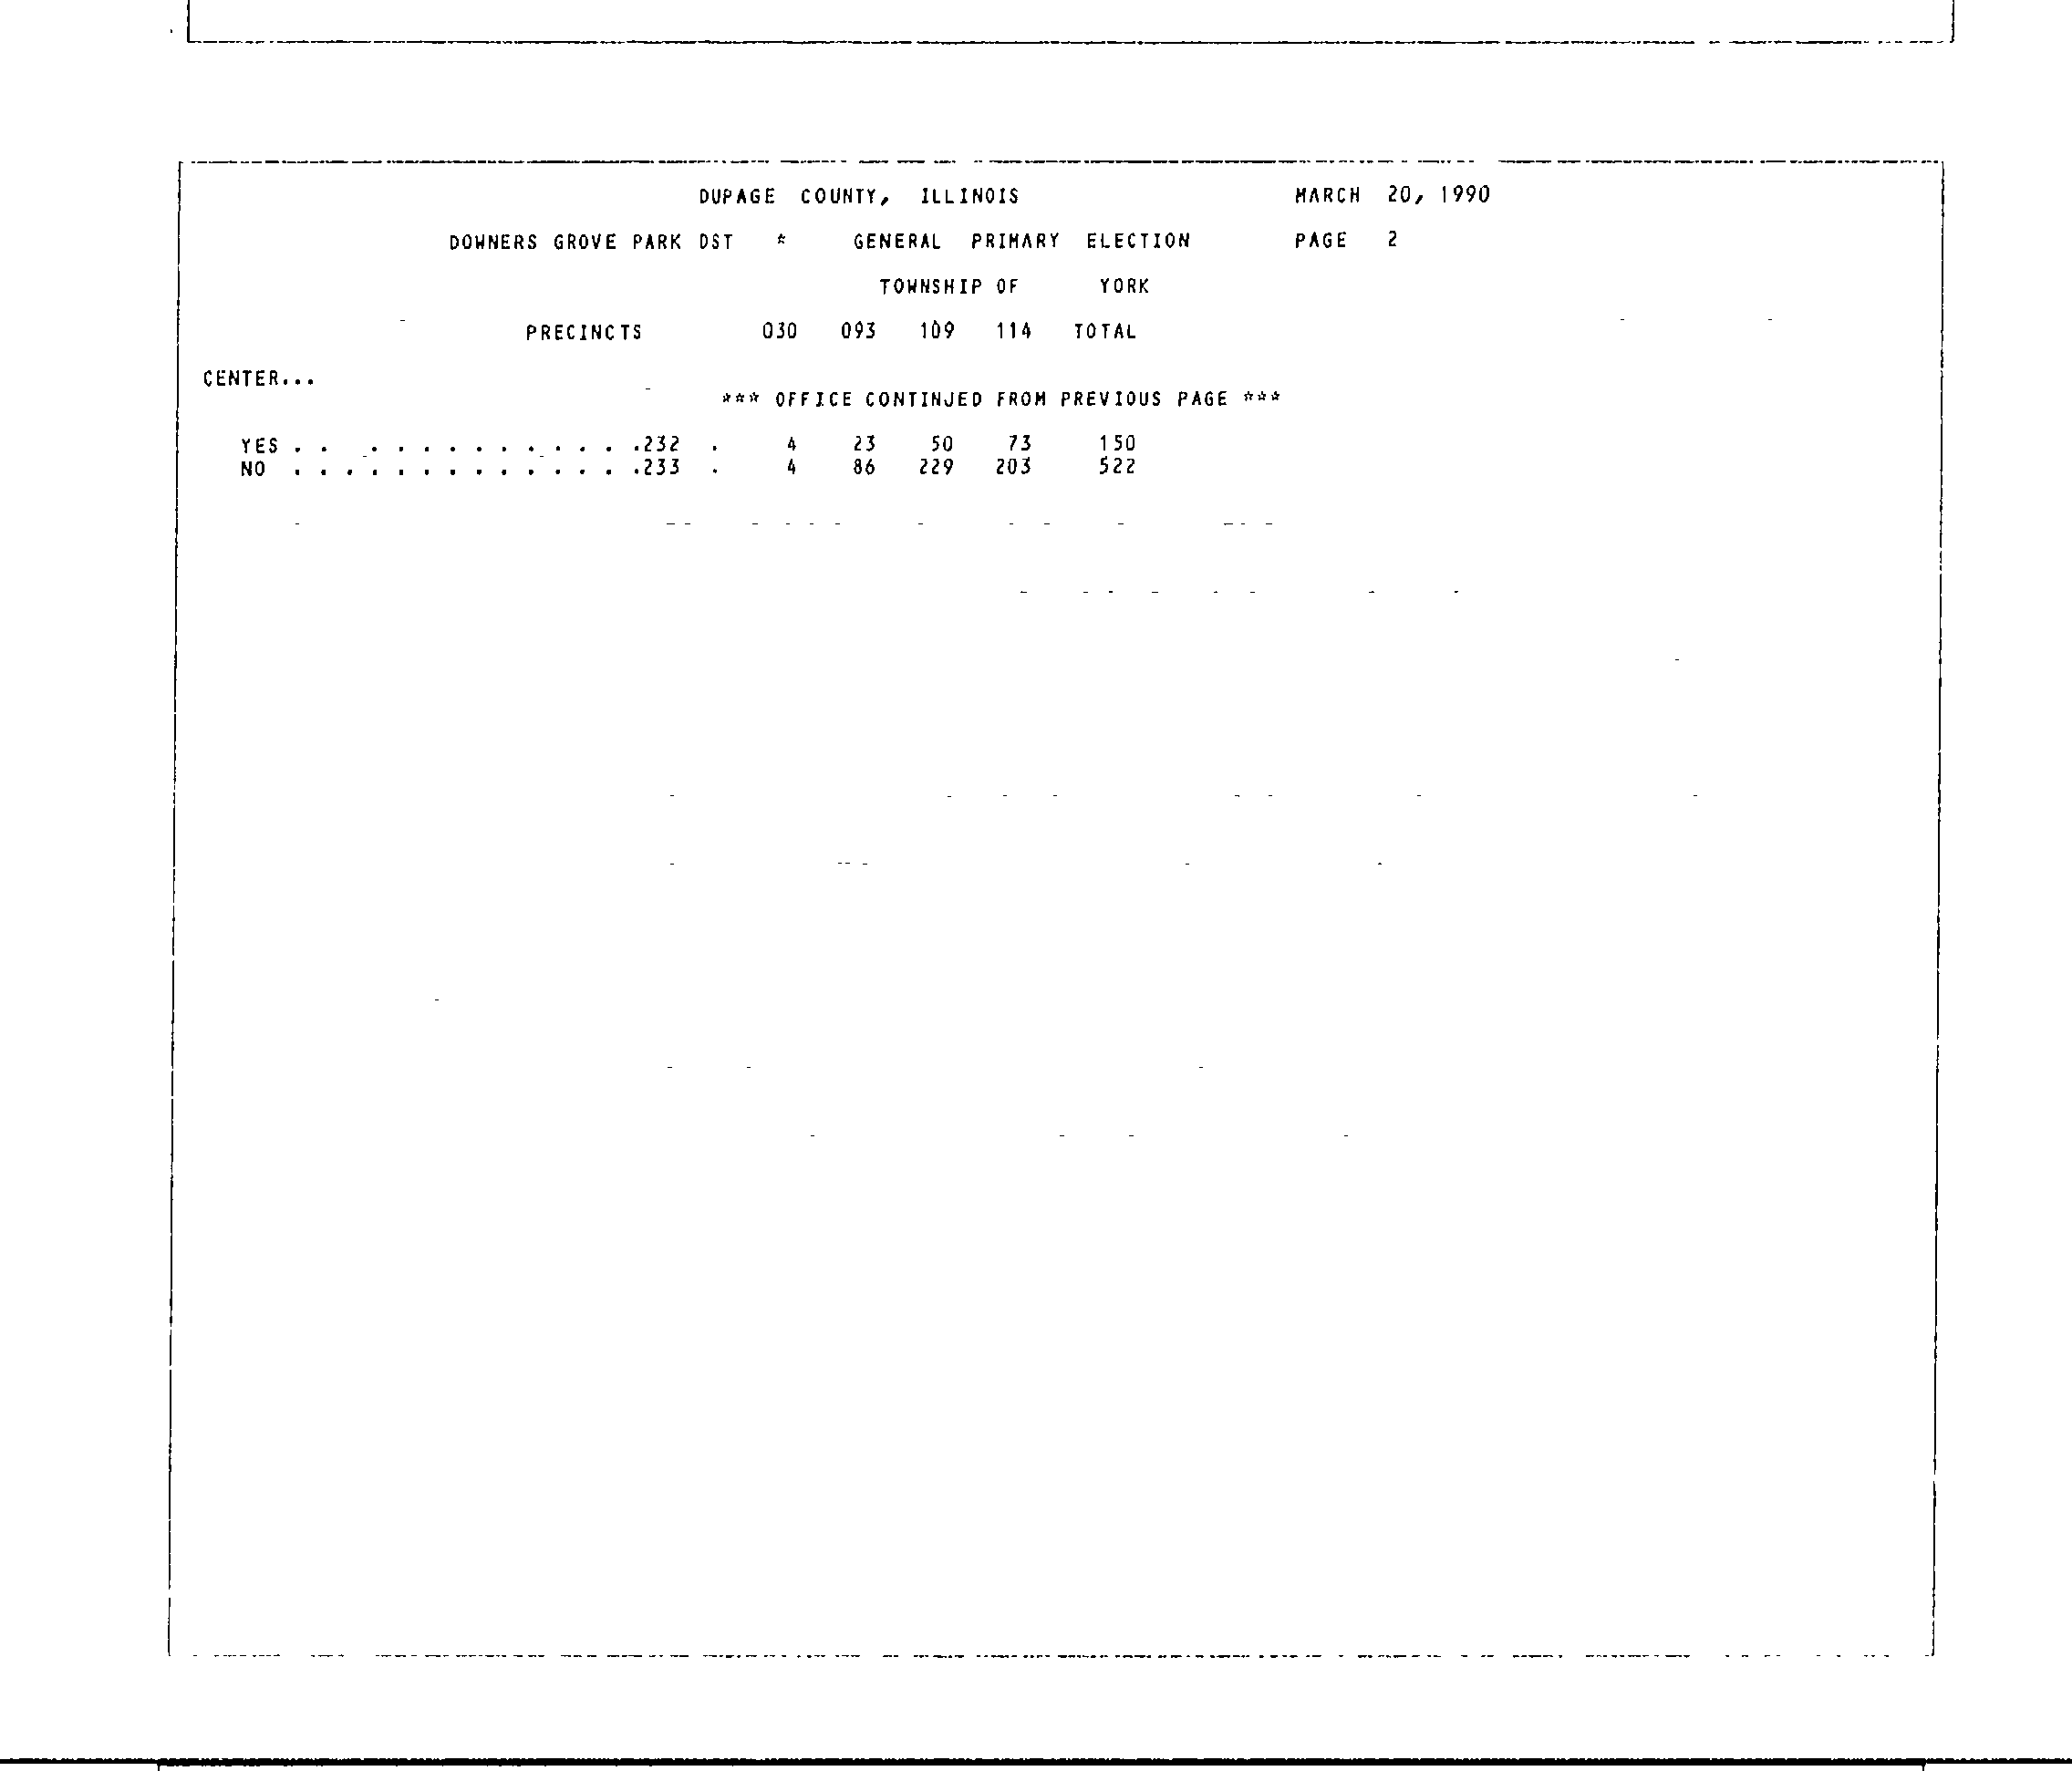 DUPAGE COUNTY, ILLINOIS MARCH 20, 1990
DOWNERS GROVE PARK DST * GENERAL PRIMARY ELECTION PAGE 2
TOWNSHIP OF YORK
PRECINCTS 030 093 109 114 TOTAL
CENTER...
*** OFFICE CONTINJED FROM PREVIOUS PAGE ***
YES . . . . . . . . . . . . .232 . 4 23 50 73 150
NO . . . . . . . . . . . . . .233 . 4 86 229 203 522